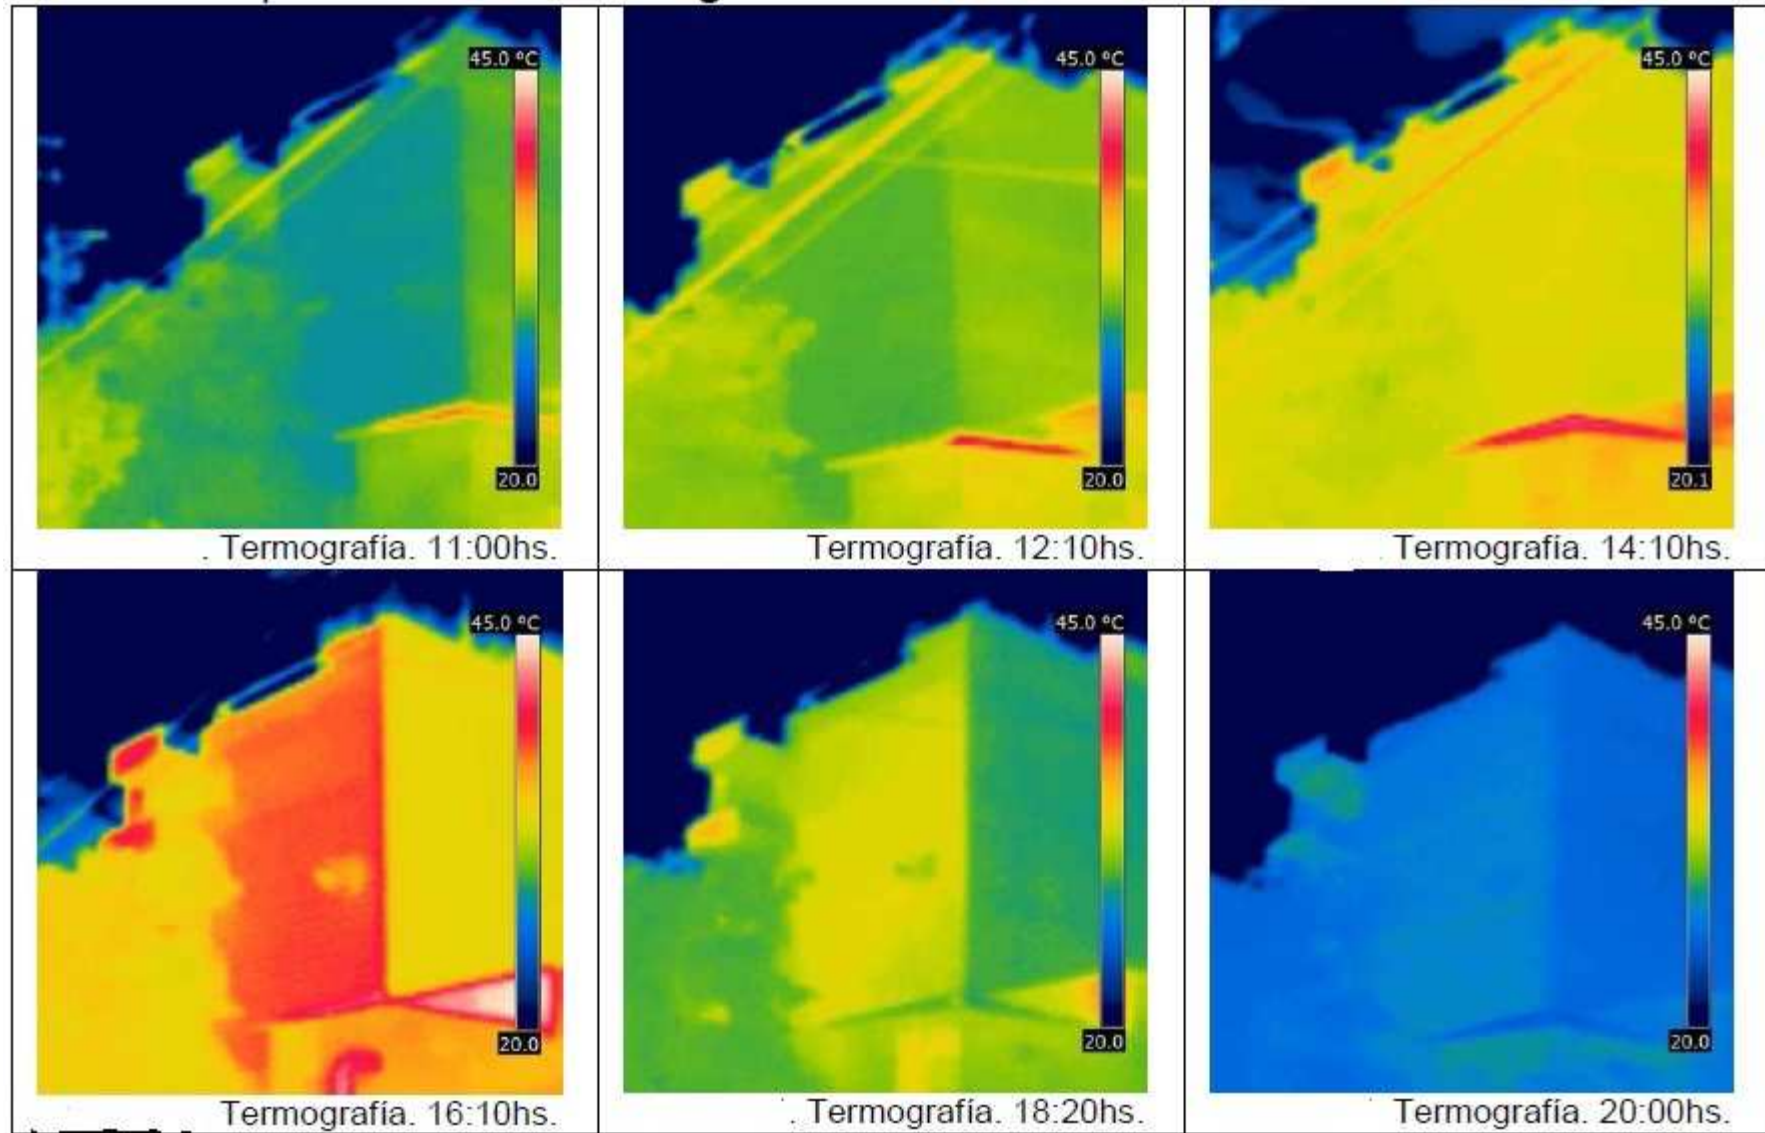 45.0 °C
20.0
. Termografía. 11:00hs.
45.0 °C
20.0
Termografía. 12:10hs.
45.0 °C
20.1
Termografía. 14:10hs.
45.0 °C
20.0
Termografía. 16:10hs.
45.0 °C
20.0
. Termografía. 18:20hs.
45.0 °C
20.0
Termografía. 20:00hs.